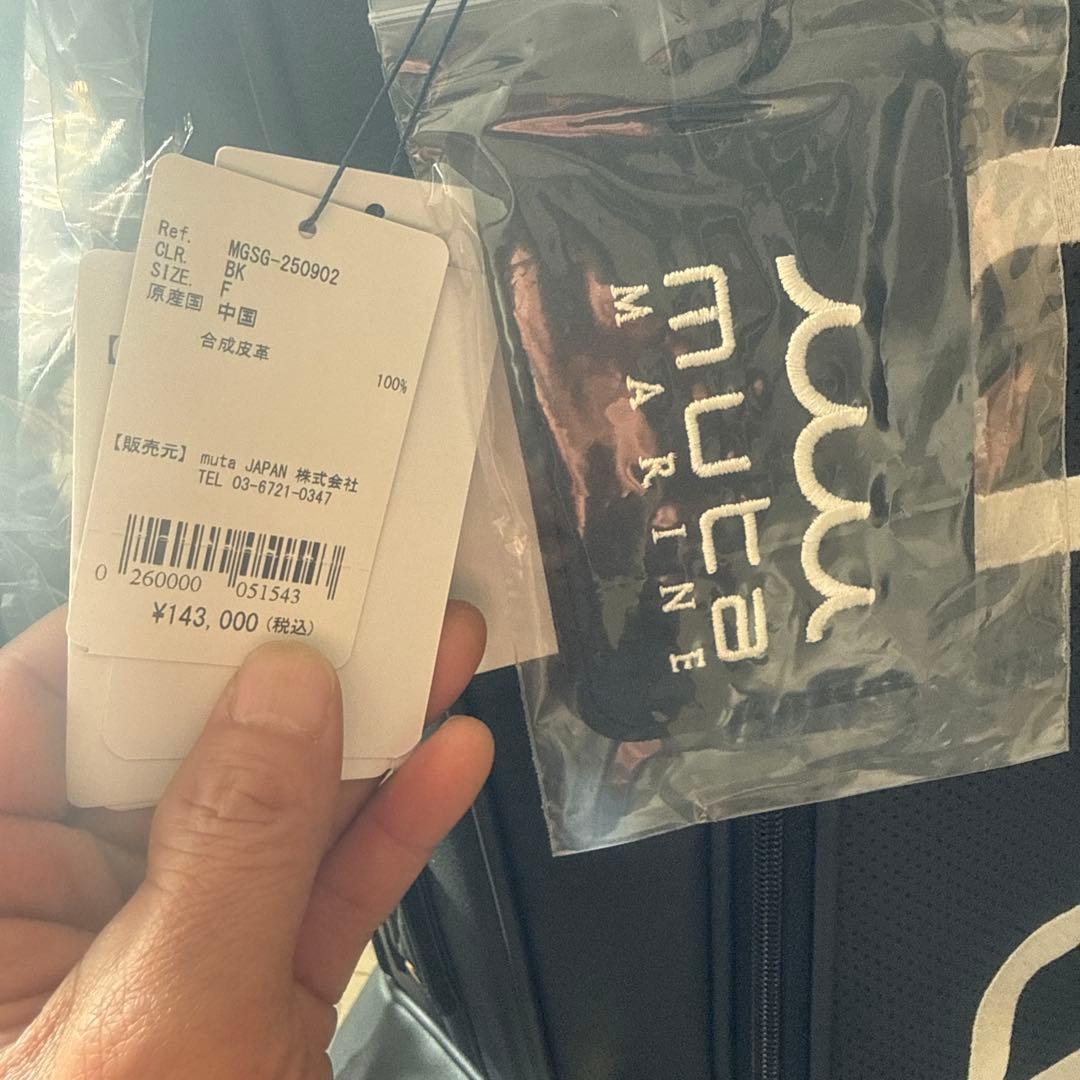 Ref. MGSG-250902
CLR. BK
SIZE. F
原産国 中国
合成皮革
100%
【販売元】 muta JAPAN 株式会社
TEL 03-6721-0347
0 260000 051543
¥143,000(税込)
muta
MARINE